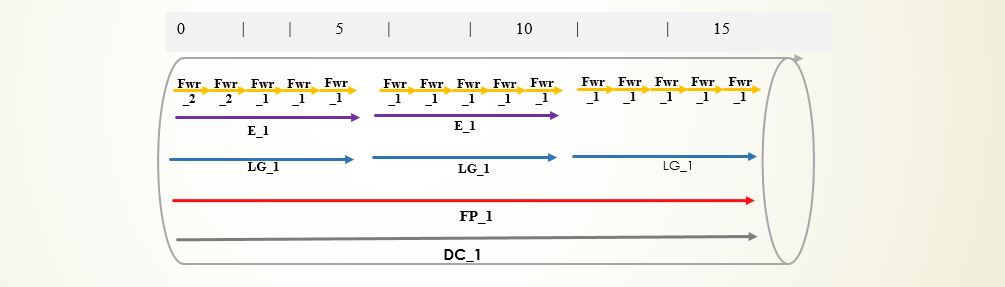 0 | | 5 | | 10 | 15
Fwr Fwr Fwr Fwr Fwr Fwr Fwr Fwr Fwr Fwr Fwr Fwr Fwr Fwr Fwr
_2 _2 _1 _1 _1 _1 _1 _1 _1 _1 _1 _1 _1 _1 _1
E_1 E_1
LG_1 LG_1 LG_1
FP_1
DC_1